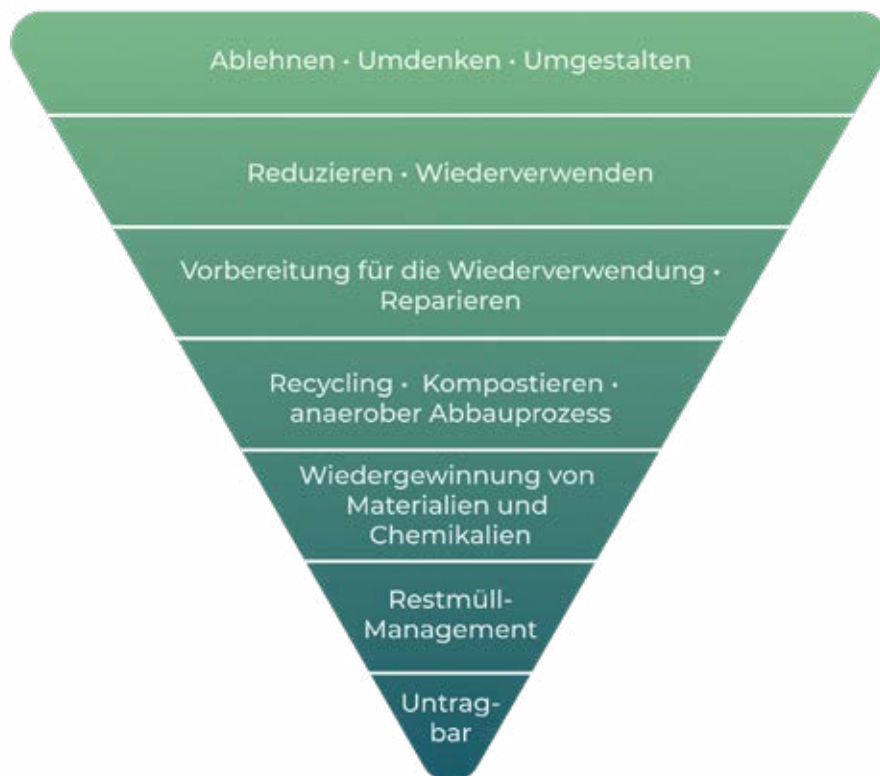 Ablehnen · Umdenken · Umgestalten
Reduzieren · Wiederverwenden
Vorbereitung für die Wiederverwendung ·
Reparieren
Recycling · Kompostieren ·
anaerober Abbauprozess
Wiedergewinnung von
Materialien und
Chemikalien
Restmüll-
Management
Untrag-
bar